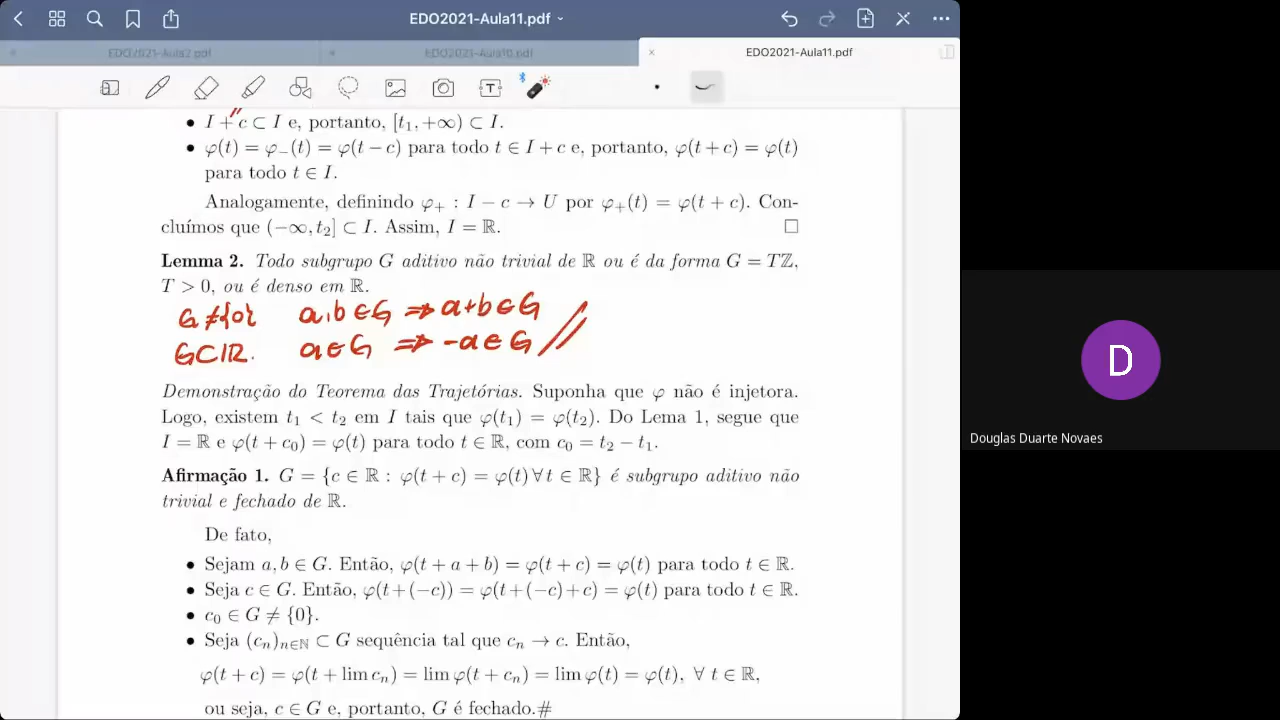 EDO2021-Aula11.pdf
EDO2021-Aula2.pdf
EDO2021-Aula10.pdf
EDO2021-Aula11.pdf
• I + c ⊂ I e, portanto, [t₁, +∞) ⊂ I.
• φ(t) = φ₋(t) = φ(t − c) para todo t ∈ I + c e, portanto, φ(t + c) = φ(t)
para todo t ∈ I.
Analogamente, definindo φ₊ : I − c → U por φ₊(t) = φ(t + c). Con-
cluímos que (−∞, t₂] ⊂ I. Assim, I = ℝ. □
Lemma 2. Todo subgrupo G aditivo não trivial de ℝ ou é da forma G = Tℤ,
T > 0, ou é denso em ℝ.
G ≠ {0} a,b ∈ G ⇒ a+b ∈ G
G ⊂ ℝ. a ∈ G ⇒ -a ∈ G //
Demonstração do Teorema das Trajetórias. Suponha que φ não é injetora.
Logo, existem t₁ < t₂ em I tais que φ(t₁) = φ(t₂). Do Lema 1, segue que
I = ℝ e φ(t + c₀) = φ(t) para todo t ∈ ℝ, com c₀ = t₂ − t₁.
Afirmação 1. G = {c ∈ ℝ : φ(t + c) = φ(t) ∀ t ∈ ℝ} é subgrupo aditivo não
trivial e fechado de ℝ.
De fato,
• Sejam a, b ∈ G. Então, φ(t + a + b) = φ(t + c) = φ(t) para todo t ∈ ℝ.
• Seja c ∈ G. Então, φ(t+(−c)) = φ(t+(−c)+c) = φ(t) para todo t ∈ ℝ.
• c₀ ∈ G ≠ {0}.
• Seja (cₙ)ₙ∈ℕ ⊂ G sequência tal que cₙ → c. Então,
φ(t + c) = φ(t + lim cₙ) = lim φ(t + cₙ) = lim φ(t) = φ(t), ∀ t ∈ ℝ,
ou seja, c ∈ G e, portanto, G é fechado.#
D
Douglas Duarte Novaes